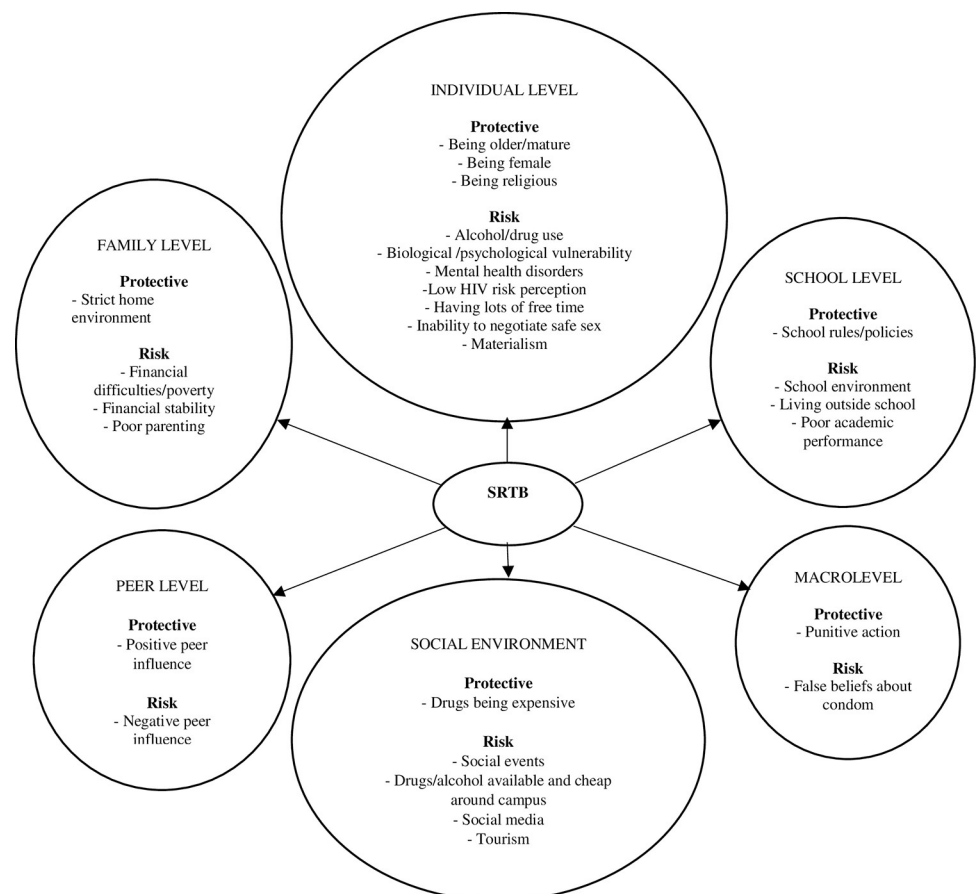 INDIVIDUAL LEVEL
Protective
- Being older/mature
- Being female
- Being religious
Risk
- Alcohol/drug use
- Biological /psychological vulnerability
- Mental health disorders
-Low HIV risk perception
- Having lots of free time
- Inability to negotiate safe sex
- Materialism
FAMILY LEVEL
Protective
- Strict home
environment
Risk
- Financial
difficulties/poverty
- Financial stability
- Poor parenting
SCHOOL LEVEL
Protective
- School rules/policies
Risk
- School environment
- Living outside school
- Poor academic
performance
SRTB
PEER LEVEL
Protective
- Positive peer
influence
Risk
- Negative peer
influence
SOCIAL ENVIRONMENT
Protective
- Drugs being expensive
Risk
- Social events
- Drugs/alcohol available and cheap
around campus
- Social media
- Tourism
MACROLEVEL
Protective
- Punitive action
Risk
- False beliefs about
condom